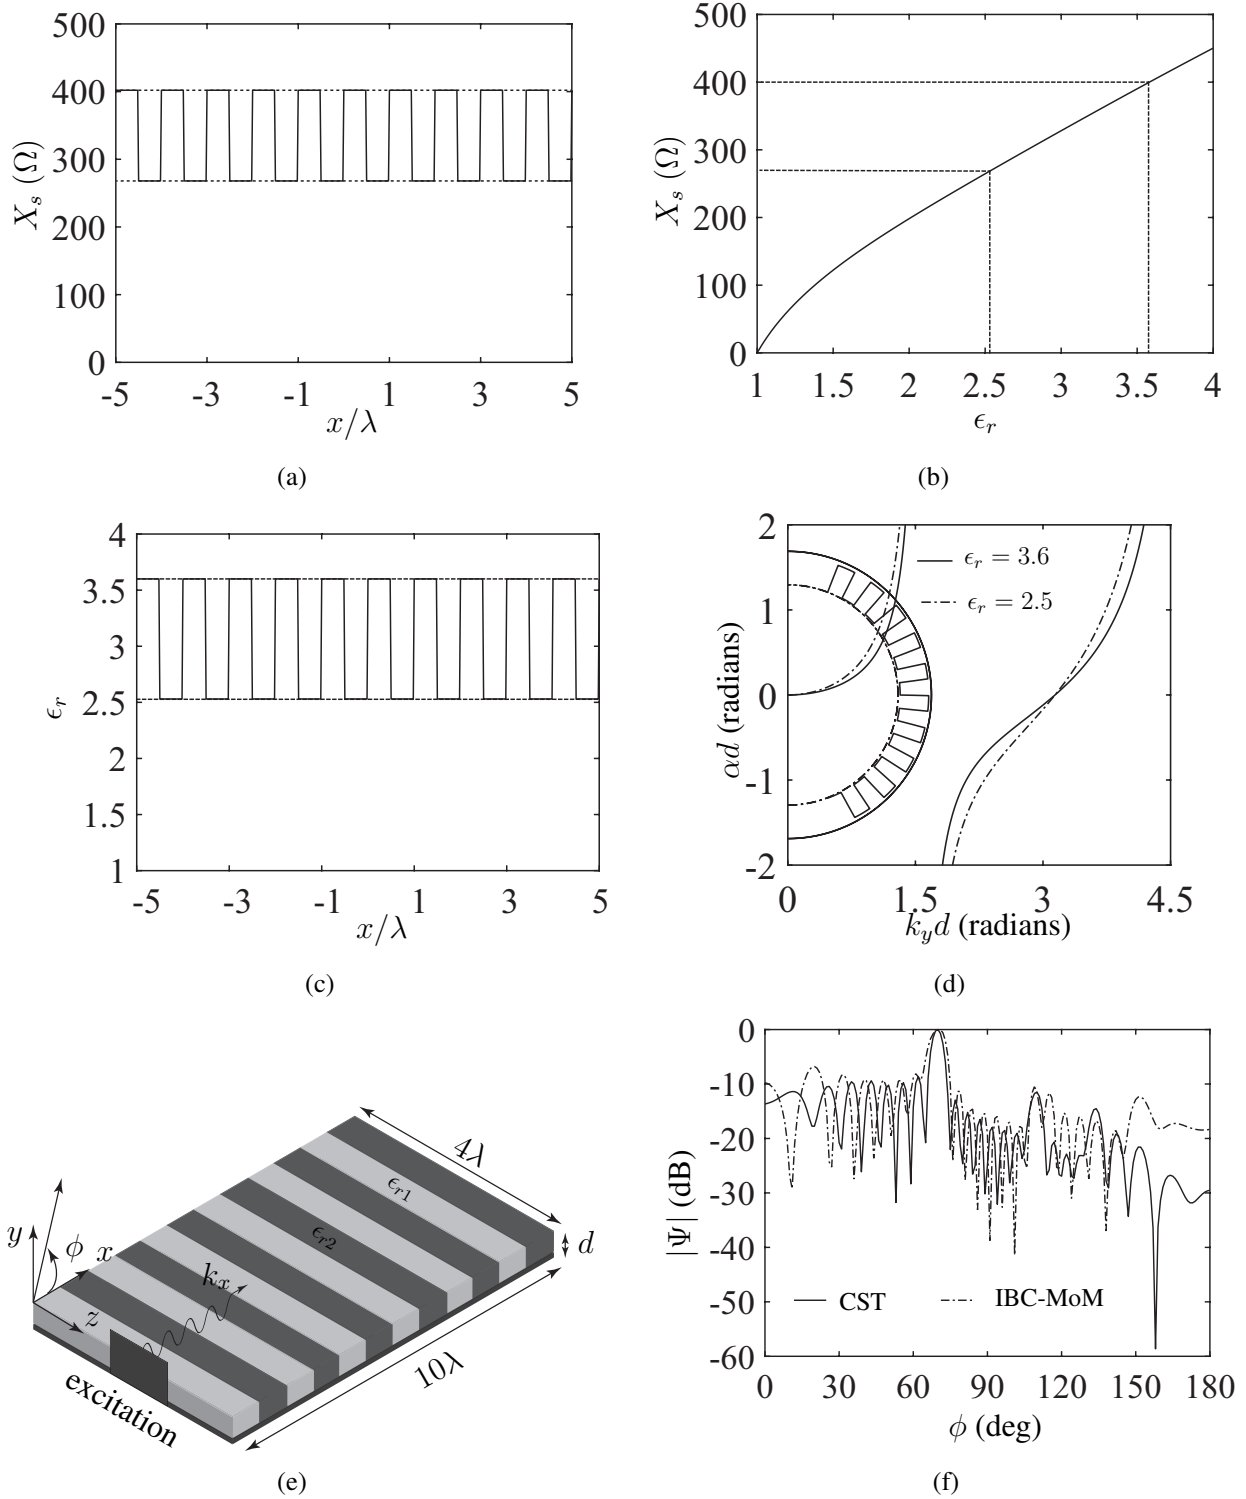 500
400
300
200
100
0
X_s (Ω)
-5 -3 -1 1 3 5
x/λ
(a)
500
400
300
200
100
0
X_s (Ω)
1 1.5 2 2.5 3 3.5 4
ϵ_r
(b)
4
3.5
3
2.5
2
1.5
1
ϵ_r
-5 -3 -1 1 3 5
x/λ
(c)
2
1
0
-1
-2
αd (radians)
ϵ_r = 3.6
ϵ_r = 2.5
0 1.5 3 4.5
k_yd (radians)
(d)
4λ
ϵ_r1
d
y
ϕ
x
ϵ_r2
k_x
z
10λ
excitation
(e)
0
-10
-20
-30
-40
-50
-60
|Ψ| (dB)
CST
IBC-MoM
0 30 60 90 120 150 180
ϕ (deg)
(f)